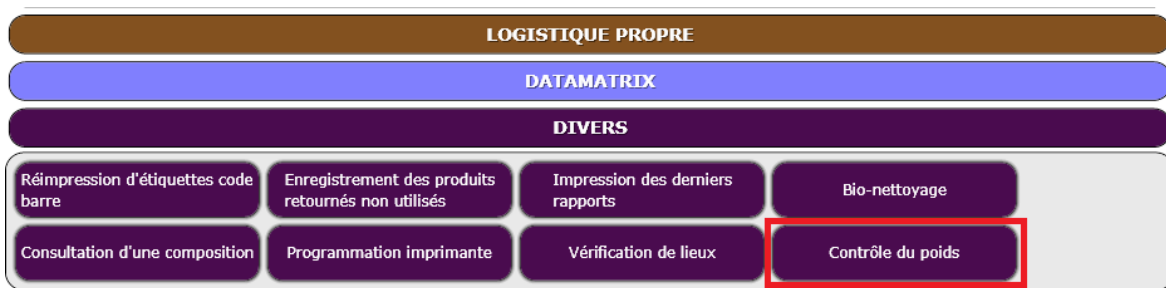 LOGISTIQUE PROPRE
DATAMATRIX
DIVERS
Réimpression d'étiquettes code
barre
Enregistrement des produits
retournés non utilisés
Impression des derniers
rapports
Bio-nettoyage
Consultation d'une composition
Programmation imprimante
Vérification de lieux
Contrôle du poids